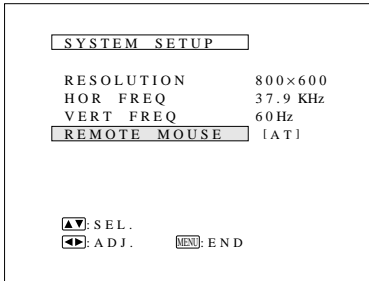 SYSTEM SETUP
RESOLUTION 800×600
HOR FREQ 37.9 KHz
VERT FREQ 60Hz
REMOTE MOUSE [AT]
▲▼:SEL.
◀▶:ADJ. MENU:END